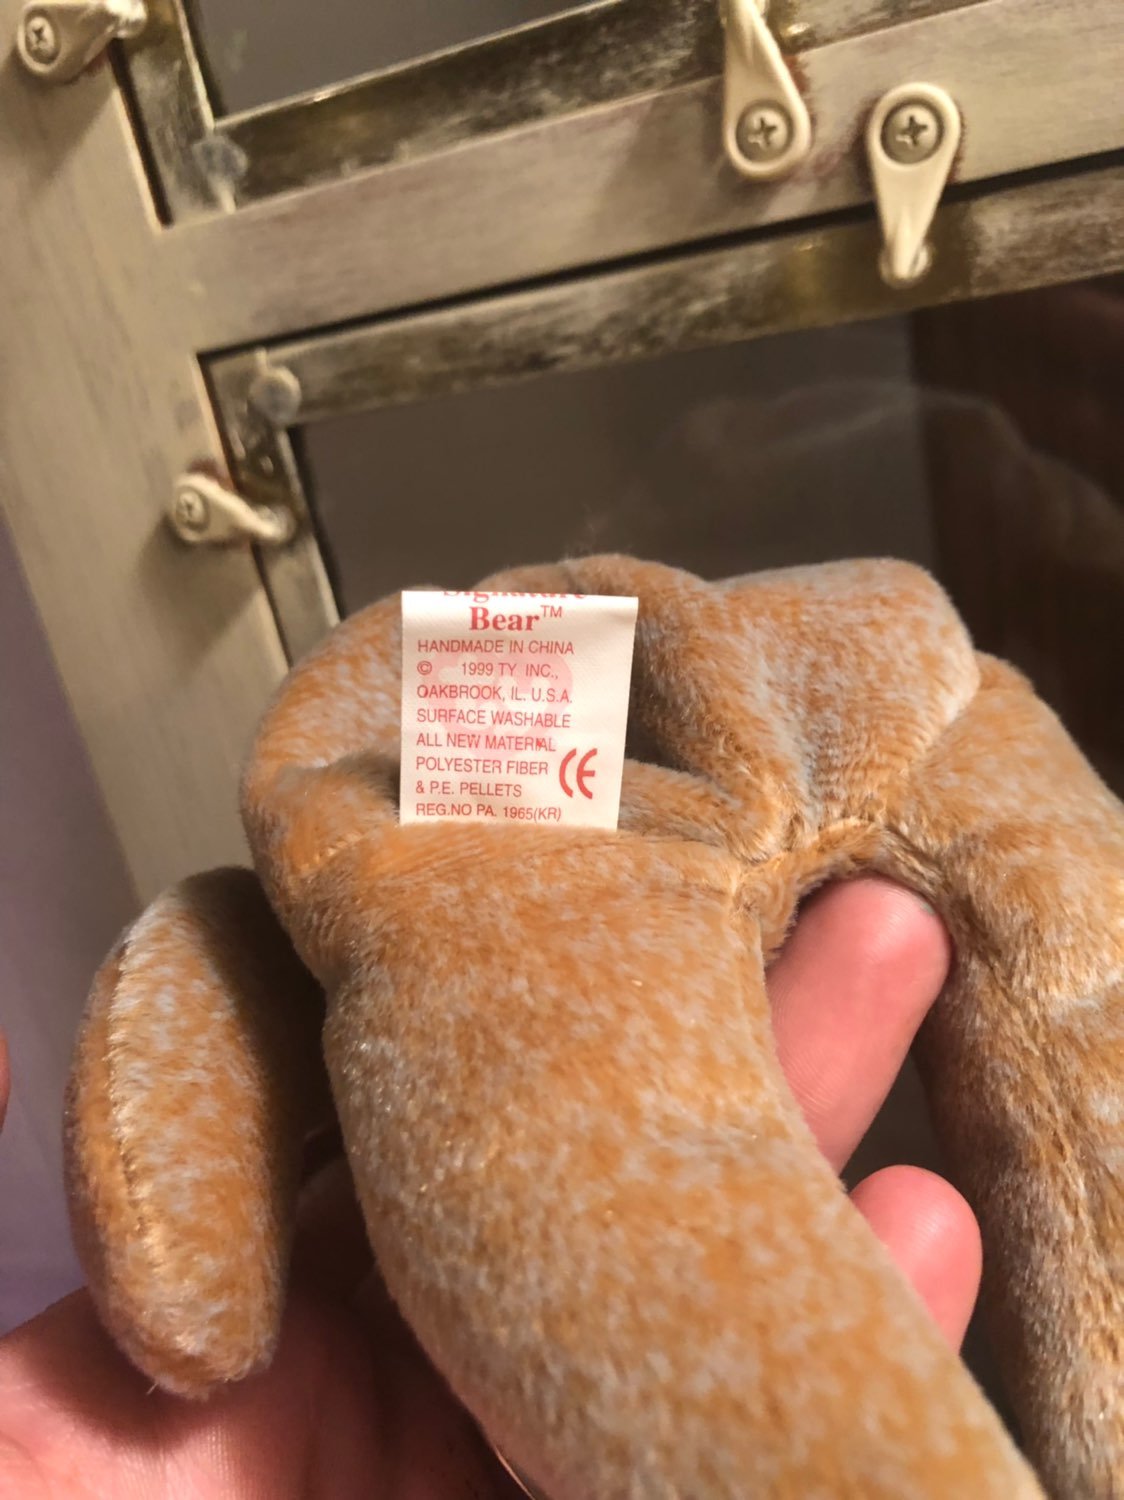 Signature
Bear™
HANDMADE IN CHINA
© 1999 TY INC.,
OAKBROOK, IL. U.S.A.
SURFACE WASHABLE
ALL NEW MATERIAL
POLYESTER FIBER
& P.E. PELLETS CE
REG.NO PA. 1965(KR)